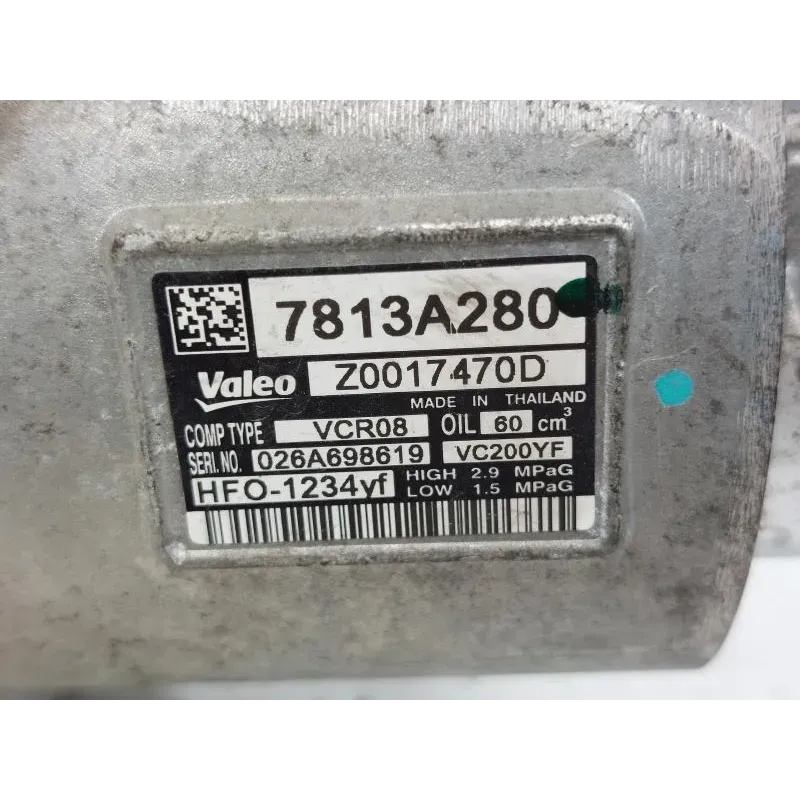 7813A280
Valeo Z0017470D
MADE IN THAILAND
COMP TYPE VCR08 OIL 60 cm³
SERI.NO. 026A698619 VC200YF
HFO-1234yf HIGH 2.9 MPaG
LOW 1.5 MPaG